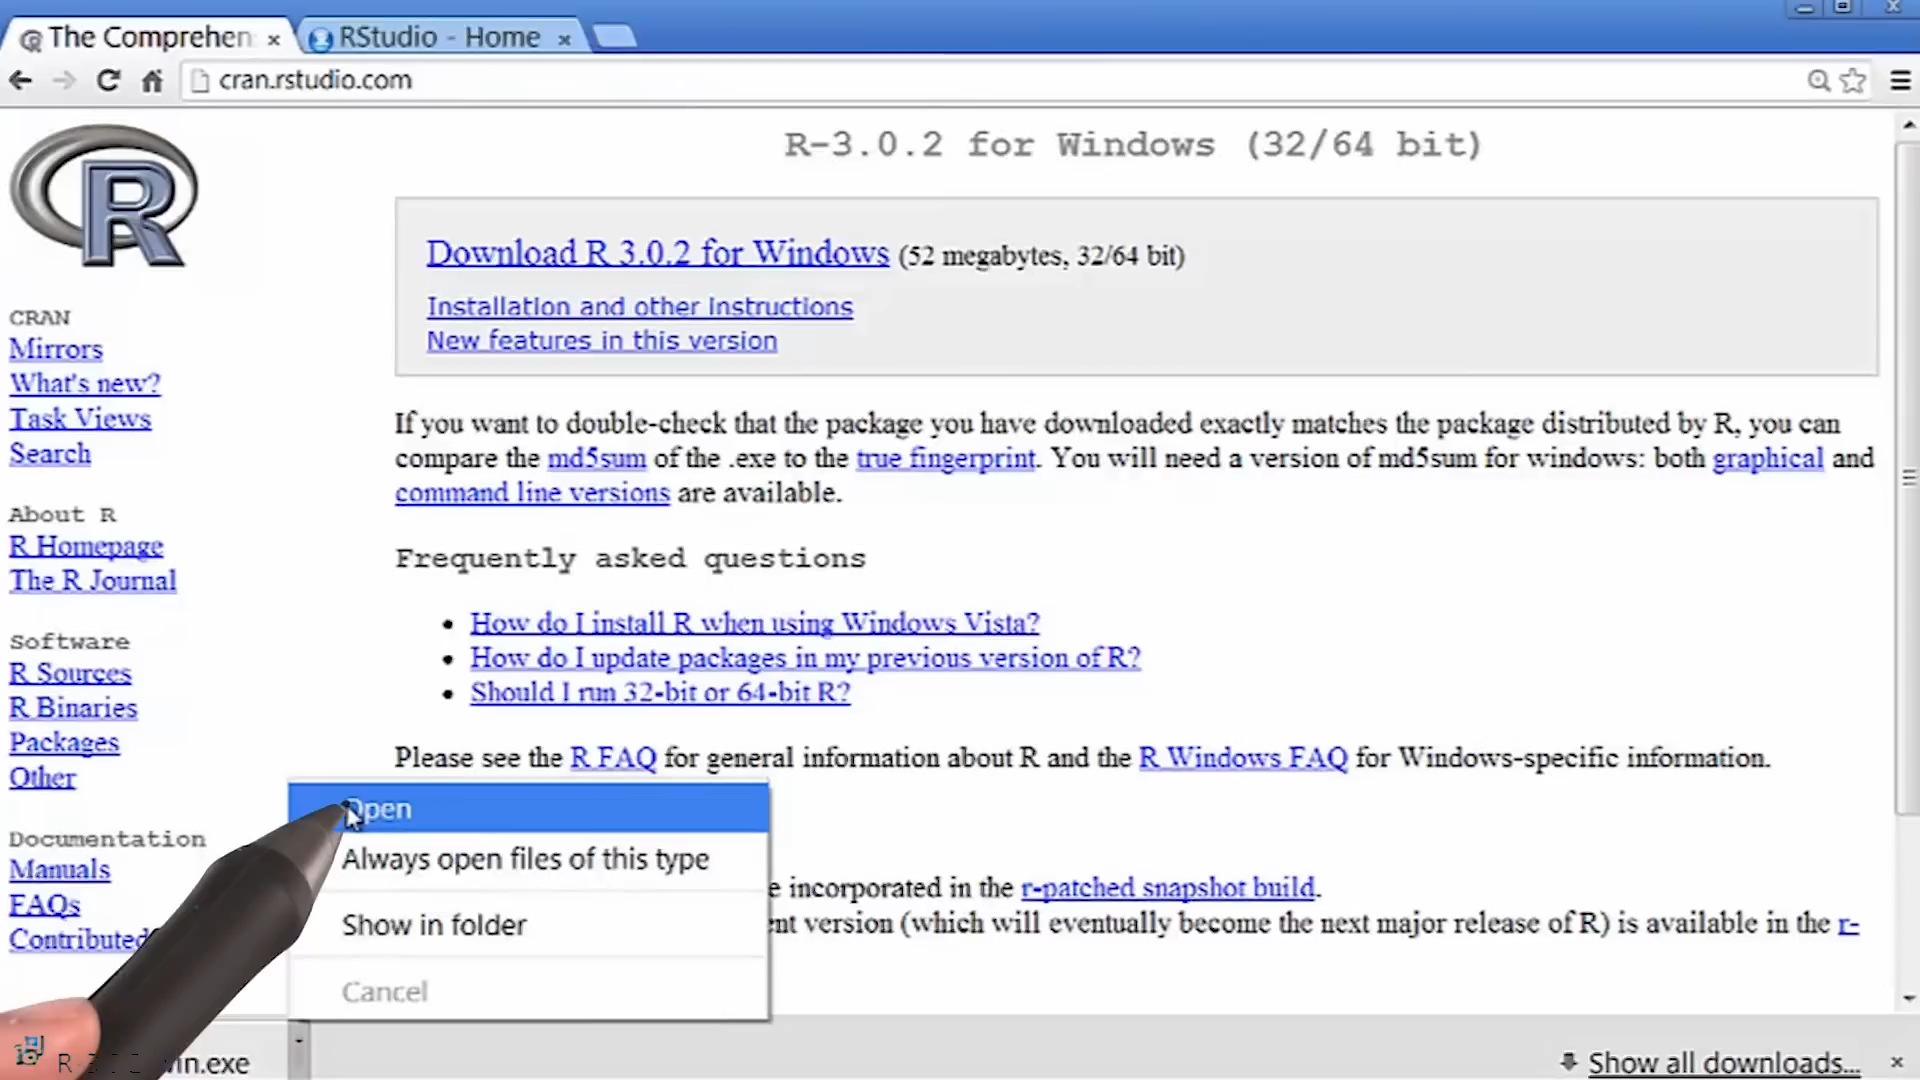 The Comprehen
RStudio - Home
cran.rstudio.com
R
R-3.0.2 for Windows (32/64 bit)
Download R 3.0.2 for Windows (52 megabytes, 32/64 bit)
Installation and other instructions
New features in this version
If you want to double-check that the package you have downloaded exactly matches the package distributed by R, you can
compare the md5sum of the .exe to the true fingerprint. You will need a version of md5sum for windows: both graphical and
command line versions are available.
Frequently asked questions
How do I install R when using Windows Vista?
How do I update packages in my previous version of R?
Should I run 32-bit or 64-bit R?
Please see the R FAQ for general information about R and the R Windows FAQ for Windows-specific information.
incorporated in the r-patched snapshot build.
version (which will eventually become the next major release of R) is available in the r-
CRAN
Mirrors
What's new?
Task Views
Search
About R
R Homepage
The R Journal
Software
R Sources
R Binaries
Packages
Other
Documentation
Manuals
FAQs
Contributed
Open
Always open files of this type
Show in folder
Cancel
win.exe
Show all downloads...